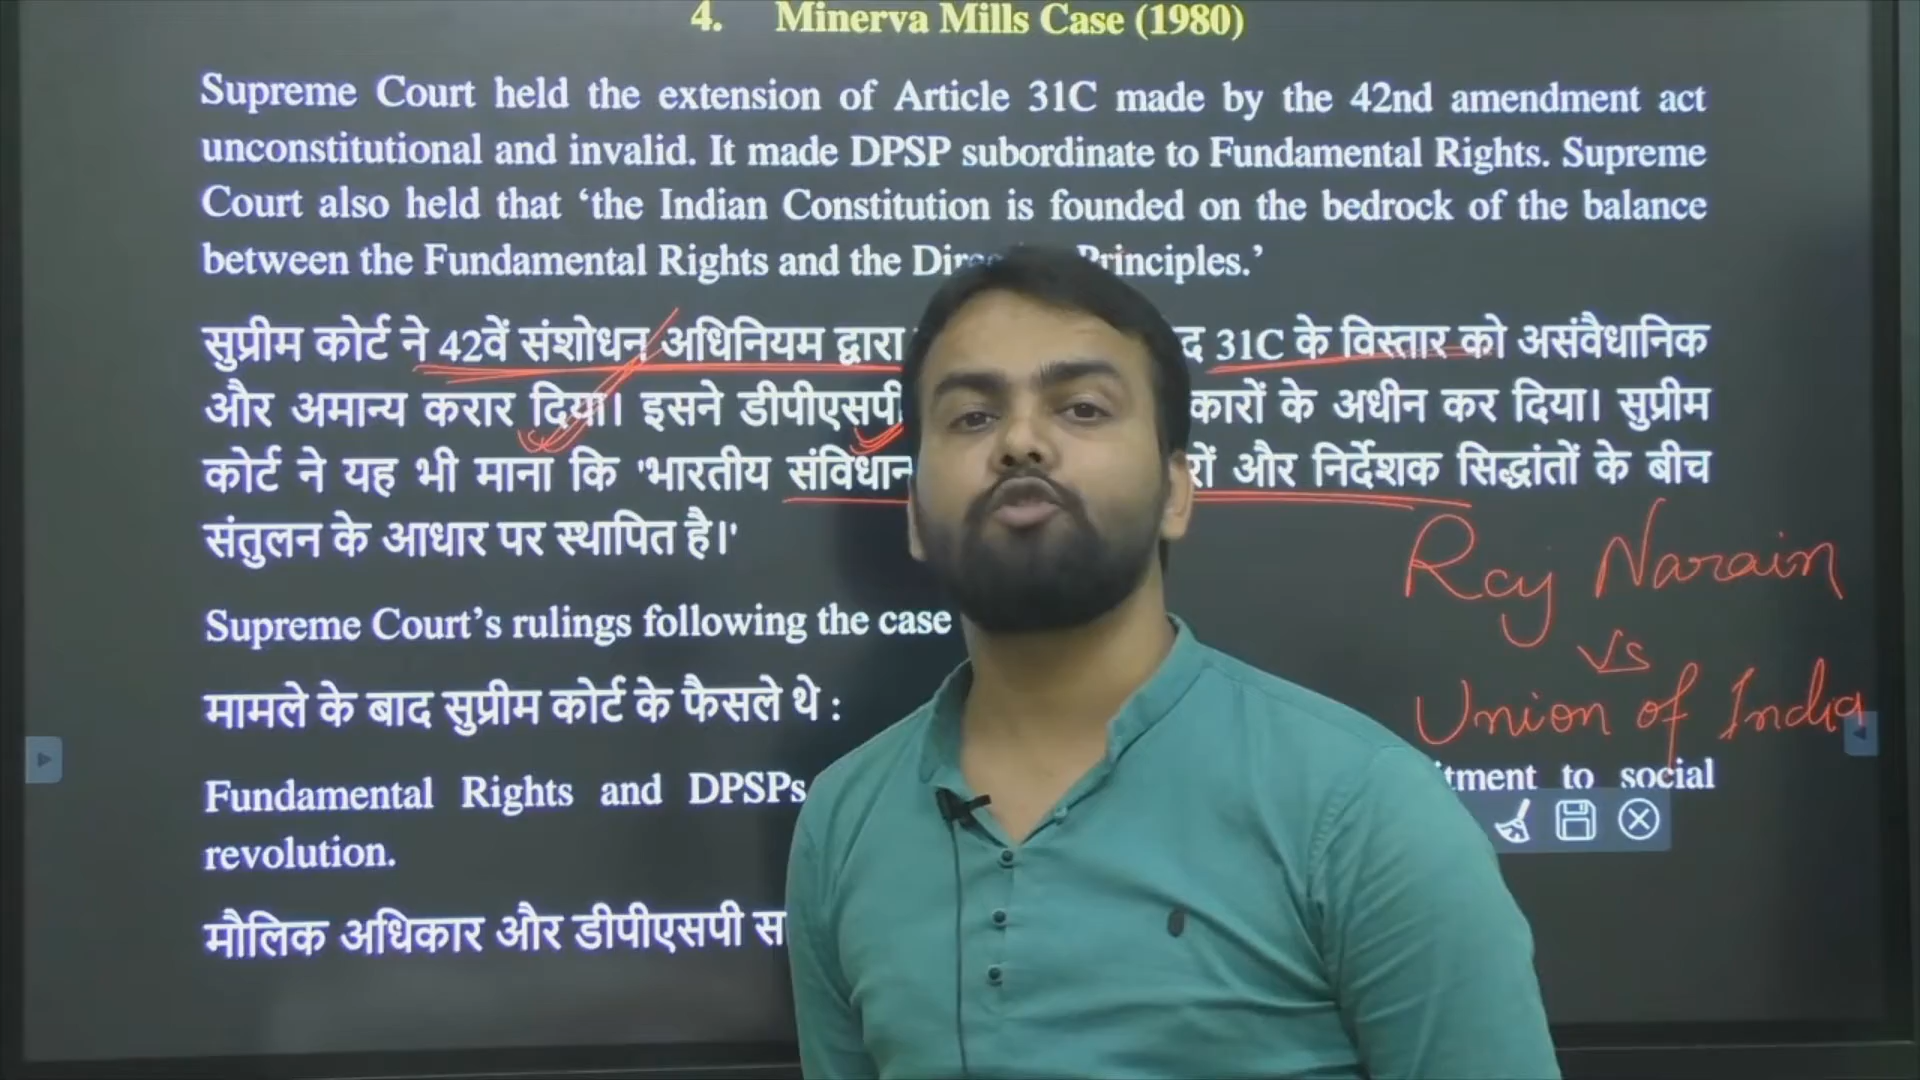 4. Minerva Mills Case (1980)
Supreme Court held the extension of Article 31C made by the 42nd amendment act
unconstitutional and invalid. It made DPSP subordinate to Fundamental Rights. Supreme
Court also held that ‘the Indian Constitution is founded on the bedrock of the balance
between the Fundamental Rights and the Principles.’
सुप्रीम कोर्ट ने 42वें संशोधन अधिनियम द्वारा 31C के विस्तार को असंवैधानिक
और अमान्य करार दिया। इसने डीपीएसपी के अधीन कर दिया। सुप्रीम
कोर्ट ने यह भी माना कि 'भारतीय संविधान और निर्देशक सिद्धांतों के बीच
संतुलन के आधार पर स्थापित है।'
Raj Narain
vs
Union of India
Supreme Court’s rulings following the case
मामले के बाद सुप्रीम कोर्ट के फैसले थे :
Fundamental Rights and DPSPs to social
revolution.
मौलिक अधिकार और डीपीएसपी